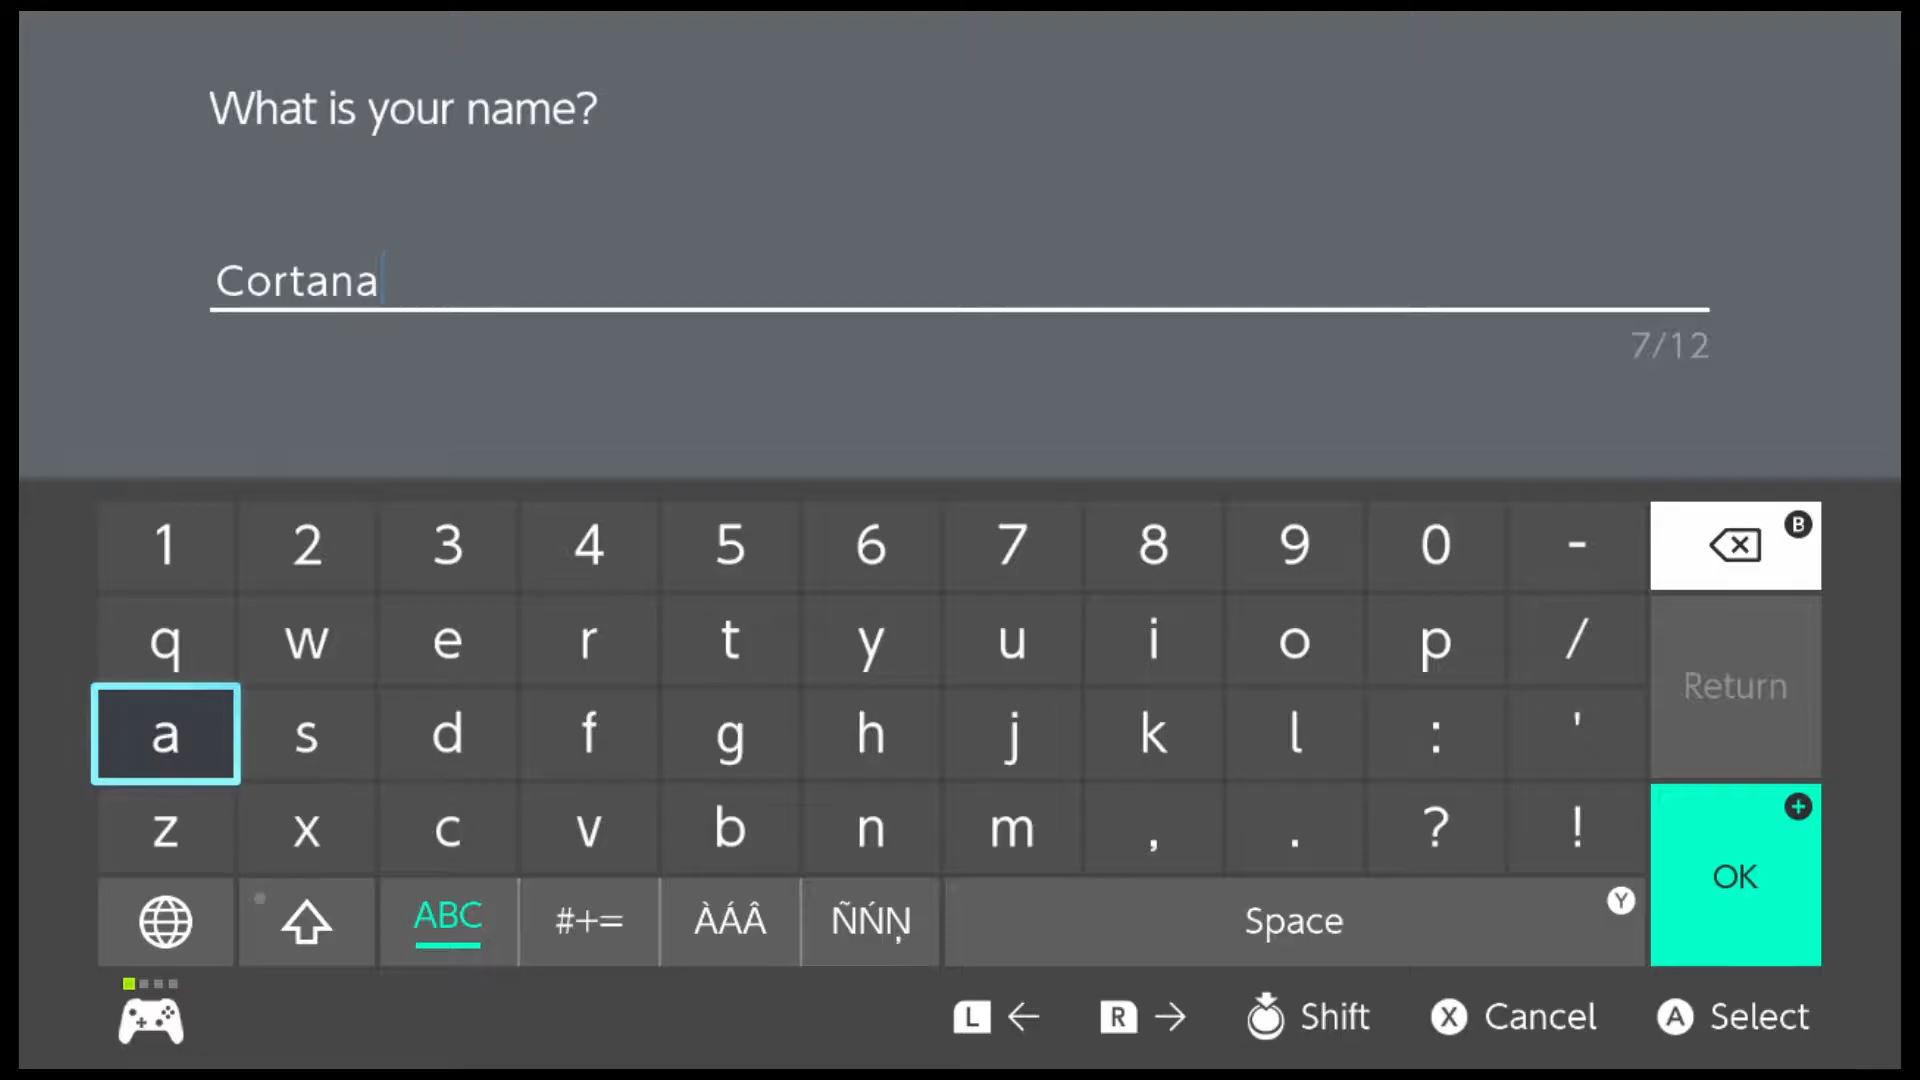 What is your name?
Cortana
7/12
1 2 3 4 5 6 7 8 9 0 - B
q w e r t y u i o p /
Return
a s d f g h j k l : '
z x c v b n m , . ? ! +
OK
ABC #+= ÀÁÂ ÑŃŅ Space Y
L ← R → Shift X Cancel A Select